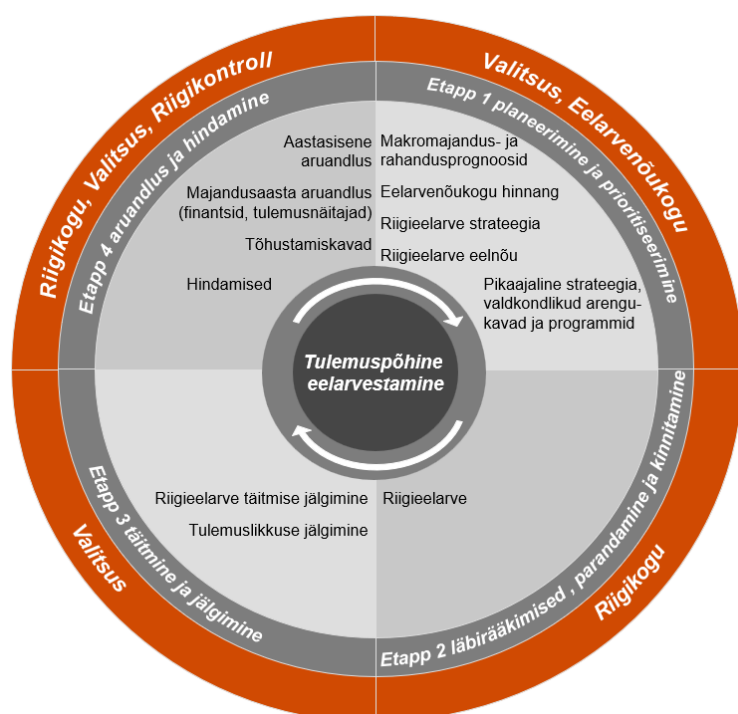 Valitsus, Eelarvenõukogu
Etapp 1 planeerimine ja prioritiseerimine
Makromajandus- ja
rahandusprognoosid
Eelarvenõukogu hinnang
Riigieelarve strateegia
Riigieelarve eelnõu
Pikaajaline strateegia,
valdkondlikud arengu-
kavad ja programmid
Riigikogu
Etapp 2 läbirääkimised , parandamine ja kinnitamine
Riigieelarve
Valitsus
Etapp 3 täitmine ja jälgimine
Riigieelarve täitmise jälgimine
Tulemuslikkuse jälgimine
Riigikogu, Valitsus, Riigikontroll
Etapp 4 aruandlus ja hindamine
Aastasisene
aruandlus
Majandusaasta aruandlus
(finantsid, tulemusnäitajad)
Tõhustamiskavad
Hindamised
Tulemuspõhine
eelarvestamine